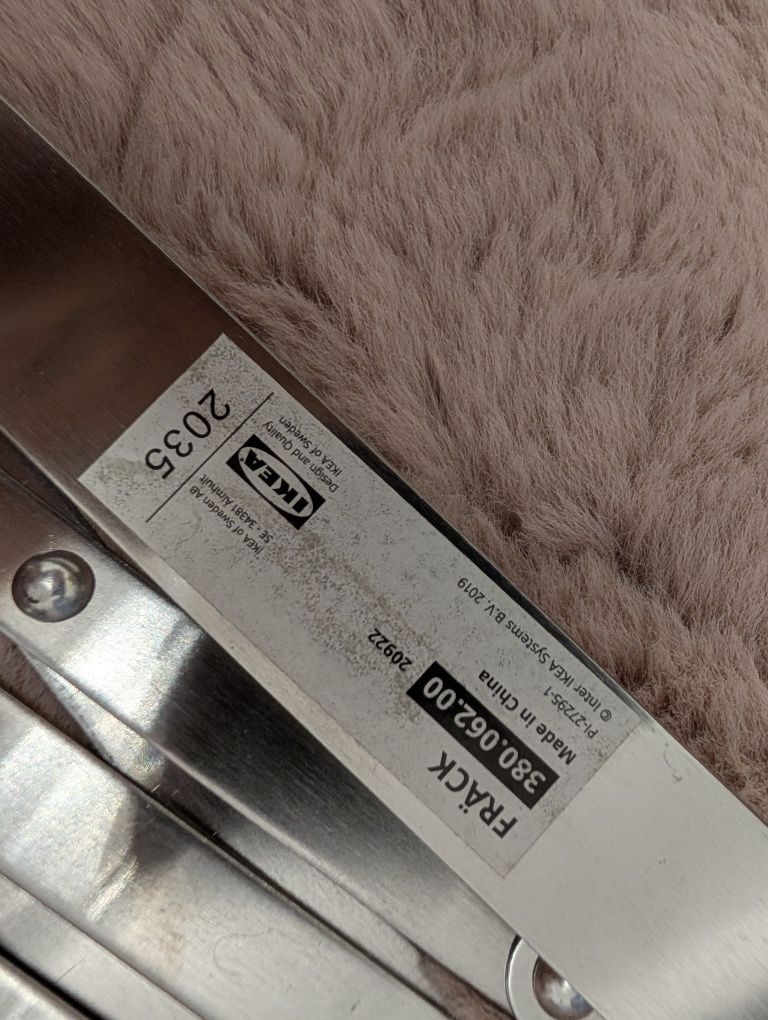 FRÄCK
380.062.00
Made in China
20922
PI-27295-1
© Inter IKEA Systems B.V. 2019
IKEA of Sweden AB
SE - 34381 Älmhult
IKEA
Design and Quality
IKEA of Sweden.
2035